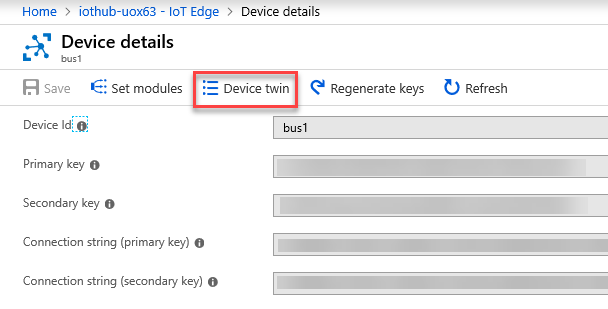 Home > iothub-uox63 - IoT Edge > Device details
Device details
bus1
Save Set modules Device twin Regenerate keys Refresh
Device Id bus1
Primary key
Secondary key
Connection string (primary key)
Connection string (secondary key)